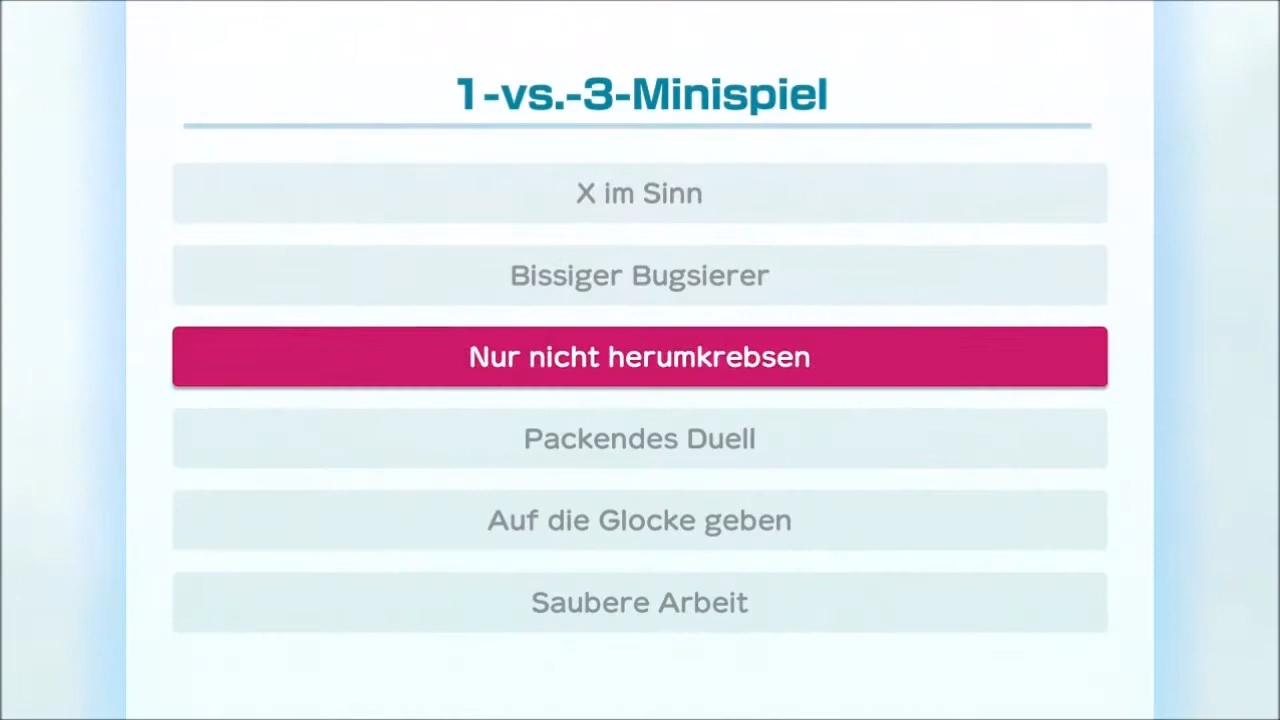 1-vs.-3-Minispiel
X im Sinn
Bissiger Bugsierer
Nur nicht herumkrebsen
Packendes Duell
Auf die Glocke geben
Saubere Arbeit